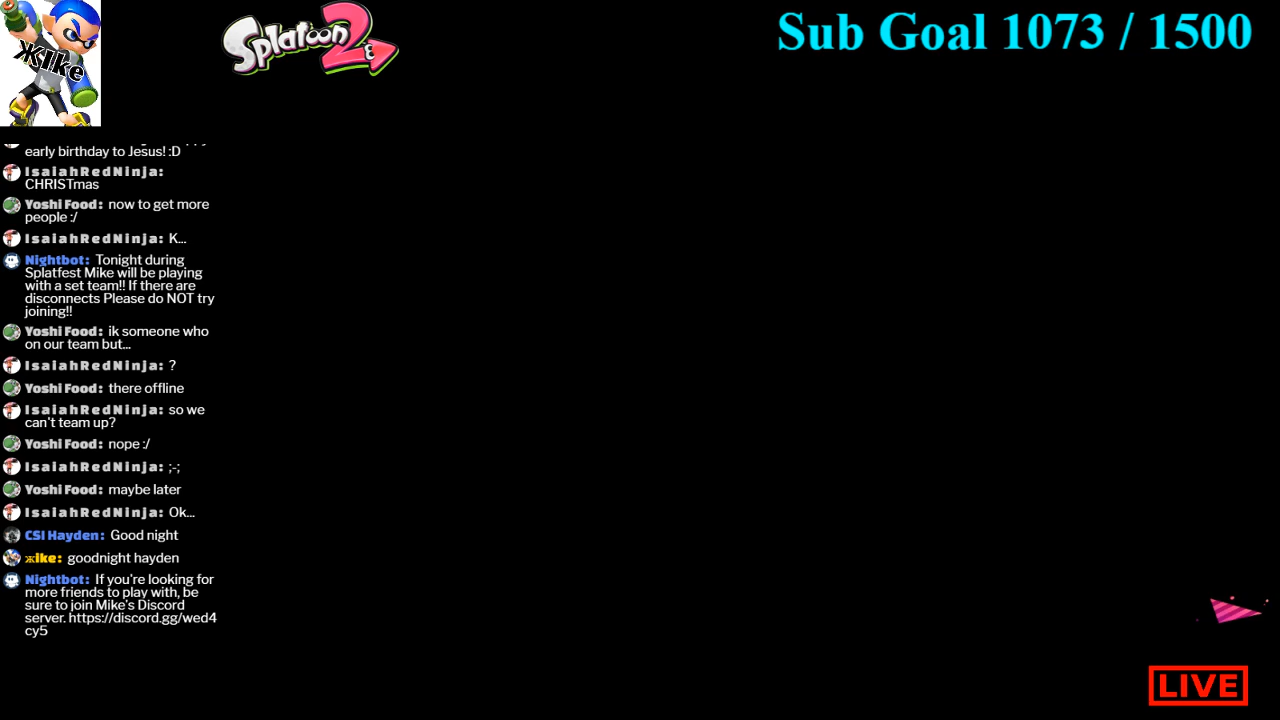 Жike
Splatoon 2
Sub Goal 1073 / 1500
early birthday to Jesus! :D
IsaiahRedNinja:
CHRISTmas
Yoshi Food: now to get more
people :/
IsaiahRedNinja: K...
Nightbot: Tonight during
Splatfest Mike will be playing
with a set team!! If there are
disconnects Please do NOT try
joining!!
Yoshi Food: ik someone who
on our team but...
IsaiahRedNinja: ?
Yoshi Food: there offline
IsaiahRedNinja: so we
can't team up?
Yoshi Food: nope :/
IsaiahRedNinja: ;-;
Yoshi Food: maybe later
IsaiahRedNinja: Ok...
CSI Hayden: Good night
жike: goodnight hayden
Nightbot: If you're looking for
more friends to play with, be
sure to join Mike's Discord
server. https://discord.gg/wed4
cy5
LIVE